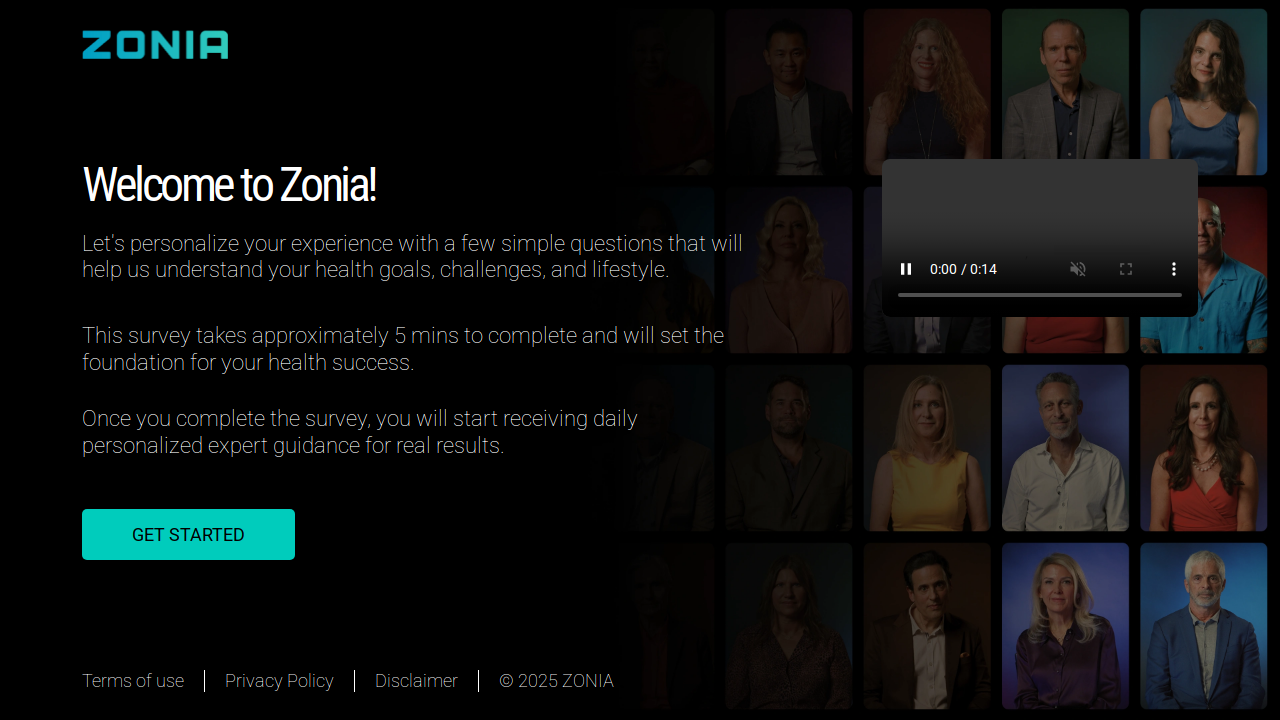 ZONIA
Welcome to Zonia!
Let's personalize your experience with a few simple questions that will
help us understand your health goals, challenges, and lifestyle.
0:00 / 0:14
This survey takes approximately 5 mins to complete and will set the
foundation for your health success.
Once you complete the survey, you will start receiving daily
personalized expert guidance for real results.
GET STARTED
Terms of use
Privacy Policy
Disclaimer
© 2025 ZONIA